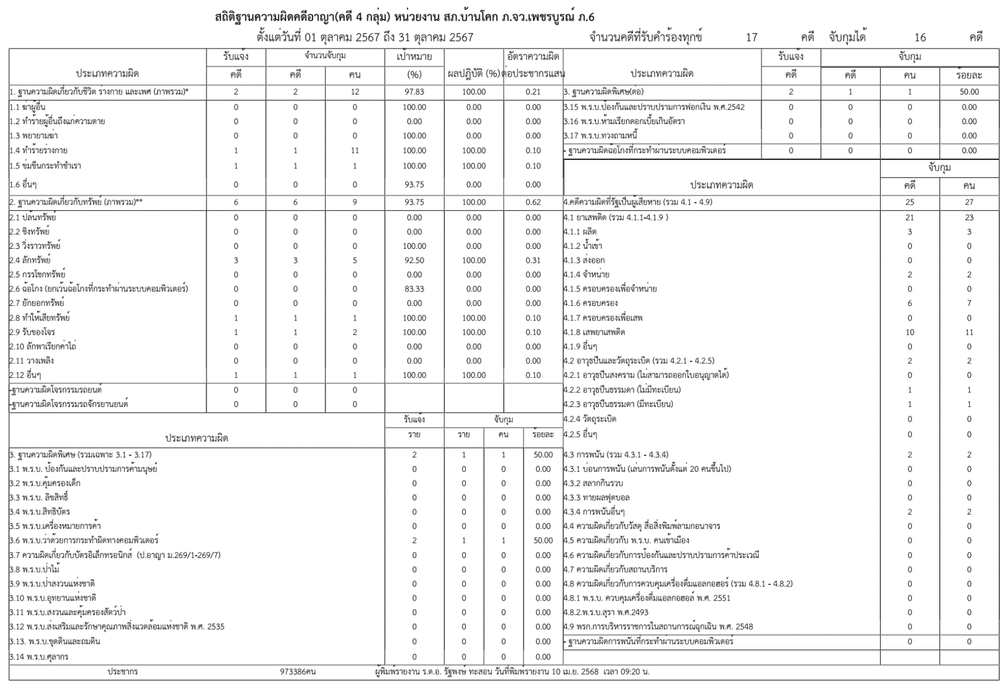 สถิติฐานความผิดคดีอาญา(คดี 4 กลุ่ม) หน่วยงาน สภ.บ้านโคก ภ.จว.เพชรบูรณ์ ภ.6
ตั้งแต่วันที่ 01 ตุลาคม 2567 ถึง 31 ตุลาคม 2567 จำนวนคดีที่รับคำร้องทุกข์ 17 คดี จับกุมได้ 16 คดี
ประเภทความผิด รับแจ้ง จำนวนจับกุม เป้าหมาย อัตราความผิด
คดี คดี คน (%) ผลปฎิบัติ (%) ต่อประชากรแสน
1. ฐานความผิดเกี่ยวกับชีวิต ร่างกาย และเพศ (ภาพรวม)* 2 2 12 97.83 100.00 0.21
1.1 ฆ่าผู้อื่น 0 0 0 100.00 0.00 0.00
1.2 ทำร้ายผู้อื่นถึงแก่ความตาย 0 0 0 0.00 0.00 0.00
1.3 พยายามฆ่า 0 0 0 100.00 0.00 0.00
1.4 ทำร้ายร่างกาย 1 1 11 100.00 100.00 0.10
1.5 ข่มขืนกระทำชำเรา 1 1 1 100.00 100.00 0.10
1.6 อื่นๆ 0 0 0 93.75 0.00 0.00
2. ฐานความผิดเกี่ยวกับทรัพย์ (ภาพรวม)** 6 6 9 93.75 100.00 0.62
2.1 ปล้นทรัพย์ 0 0 0 0.00 0.00 0.00
2.2 ชิงทรัพย์ 0 0 0 0.00 0.00 0.00
2.3 วิ่งราวทรัพย์ 0 0 0 100.00 0.00 0.00
2.4 ลักทรัพย์ 3 3 5 92.50 100.00 0.31
2.5 กรรโชกทรัพย์ 0 0 0 0.00 0.00 0.00
2.6 ฉ้อโกง (ยกเว้นฉ้อโกงที่กระทำผ่านระบบคอมพิวเตอร์) 0 0 0 83.33 0.00 0.00
2.7 ยักยอกทรัพย์ 0 0 0 0.00 0.00 0.00
2.8 ทำให้เสียทรัพย์ 1 1 1 100.00 100.00 0.10
2.9 รับของโจร 1 1 2 100.00 100.00 0.10
2.10 ลักพาเรียกค่าไถ่ 0 0 0 0.00 0.00 0.00
2.11 วางเพลิง 0 0 0 0.00 0.00 0.00
2.12 อื่นๆ 1 1 1 100.00 100.00 0.10
-ฐานความผิดโจรกรรมรถยนต์ 0 0 0
-ฐานความผิดโจรกรรมรถจักรยานยนต์ 0 0 0
ประเภทความผิด รับแจ้ง จับกุม
ราย ราย คน ร้อยละ
3. ฐานความผิดพิเศษ (รวมเฉพาะ 3.1 - 3.17) 2 1 1 50.00
3.1 พ.ร.บ. ป้องกันและปราบปรามการค้ามนุษย์ 0 0 0 0.00
3.2 พ.ร.บ.คุ้มครองเด็ก 0 0 0 0.00
3.3 พ.ร.บ. ลิขสิทธิ์ 0 0 0 0.00
3.4 พ.ร.บ.สิทธิบัตร 0 0 0 0.00
3.5 พ.ร.บ.เครื่องหมายการค้า 0 0 0 0.00
3.6 พ.ร.บ.ว่าด้วยการกระทำผิดทางคอมพิวเตอร์ 2 1 1 50.00
3.7 ความผิดเกี่ยวกับบัตรอิเล็กทรอนิกส์ (ป.อาญา ม.269/1-269/7) 0 0 0 0.00
3.8 พ.ร.บ.ป่าไม้ 0 0 0 0.00
3.9 พ.ร.บ.ป่าสงวนแห่งชาติ 0 0 0 0.00
3.10 พ.ร.บ.อุทยานแห่งชาติ 0 0 0 0.00
3.11 พ.ร.บ.สงวนและคุ้มครองสัตว์ป่า 0 0 0 0.00
3.12 พ.ร.บ.ส่งเสริมและรักษาคุณภาพสิ่งแวดล้อมแห่งชาติ พ.ศ. 2535 0 0 0 0.00
3.13. พ.ร.บ.ขุดดินและถมดิน 0 0 0 0.00
3.14 พ.ร.บ.ศุลากร 0 0 0 0.00
ประเภทความผิด รับแจ้ง จับกุม
คดี คดี คน ร้อยละ
3. ฐานความผิดพิเศษ(ต่อ) 2 1 1 50.00
3.15 พ.ร.บ.ป้องกันและปราบปรามการฟอกเงิน พ.ศ.2542 0 0 0 0.00
3.16 พ.ร.บ.ห้ามเรียกดอกเบี้ยเกินอัตรา 0 0 0 0.00
3.17 พ.ร.บ.ทวงถามหนี้ 0 0 0 0.00
- ฐานความผิดฉ้อโกงที่กระทำผ่านระบบคอมพิวเตอร์ 0 0 0 0.00
ประเภทความผิด จับกุม
คดี คน
4.คดีความผิดที่รัฐเป็นผู้เสียหาย (รวม 4.1 - 4.9) 25 27
4.1 ยาเสพติด (รวม 4.1.1-4.1.9 ) 21 23
4.1.1 ผลิต 3 3
4.1.2 น้ำเข้า 0 0
4.1.3 ส่งออก 0 0
4.1.4 จำหน่าย 2 2
4.1.5 ครอบครองเพื่อจำหน่าย 0 0
4.1.6 ครอบครอง 6 7
4.1.7 ครอบครองเพื่อเสพ 0 0
4.1.8 เสพยาเสพติด 10 11
4.1.9 อื่นๆ 0 0
4.2 อาวุธปืนและวัตถุระเบิด (รวม 4.2.1 - 4.2.5) 2 2
4.2.1 อาวุธปืนสงคราม (ไม่สามารถออกใบอนุญาตได้) 0 0
4.2.2 อาวุธปืนธรรมดา (ไม่มีทะเบียน) 1 1
4.2.3 อาวุธปืนธรรมดา (มีทะเบียน) 1 1
4.2.4 วัตถุระเบิด 0 0
4.2.5 อื่นๆ 0 0
4.3 การพนัน (รวม 4.3.1 - 4.3.4) 2 2
4.3.1 บ่อนการพนัน (เล่นการพนันตั้งแต่ 20 คนขึ้นไป) 0 0
4.3.2 สลากกินรวบ 0 0
4.3.3 ทายผลฟุตบอล 0 0
4.3.4 การพนันอื่นๆ 2 2
4.4 ความผิดเกี่ยวกับวัสดุ สื่อสิ่งพิมพ์ลามกอนาจาร 0 0
4.5 ความผิดเกี่ยวกับ พ.ร.บ. คนเข้าเมือง 0 0
4.6 ความผิดเกี่ยวกับการป้องกันและปราบปรามการค้าประเวณี 0 0
4.7 ความผิดเกี่ยวกับสถานบริการ 0 0
4.8 ความผิดเกี่ยวกับการควบคุมเครื่องดื่มแอลกอฮอร์ (รวม 4.8.1 - 4.8.2) 0 0
4.8.1 พ.ร.บ. ควบคุมเครื่องดื่มแอลกอฮอล์ พ.ศ. 2551 0 0
4.8.2.พ.ร.บ.สุรา พ.ศ.2493 0 0
4.9 พรก.การบริหารราชการในสถานการณ์ฉุกเฉิน พ.ศ. 2548 0 0
- ฐานความผิดการพนันที่กระทำผ่านระบบคอมพิวเตอร์ 0 0
ประชากร 973386คน ผู้พิมพ์รายงาน ร.ต.อ. รัฐพงษ์ ทะสอน วันที่พิมพ์รายงาน 10 เม.ย. 2568 เวลา 09:20 น.